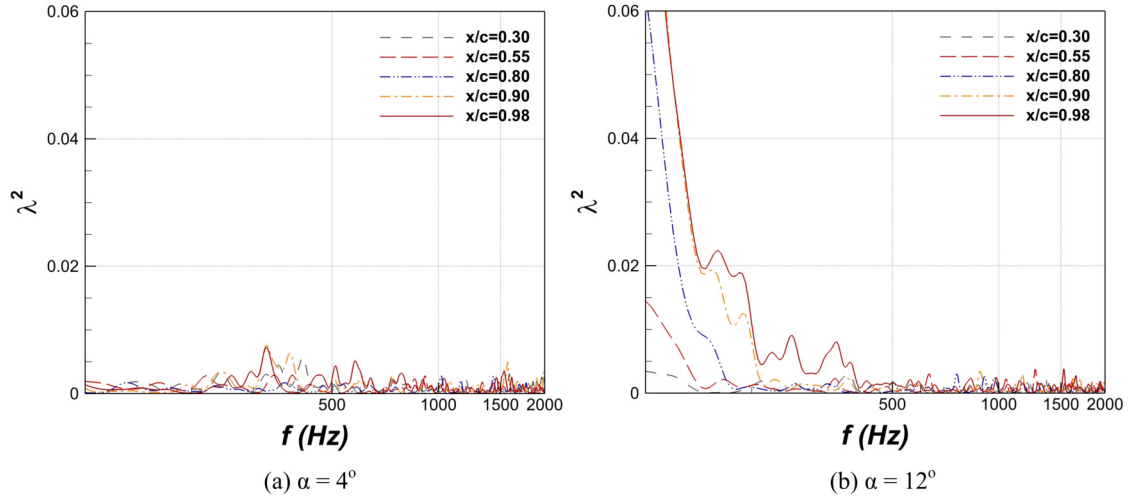 0.06
0.04
0.02
0
λ²
x/c=0.30
x/c=0.55
x/c=0.80
x/c=0.90
x/c=0.98
500
1000
1500
2000
f (Hz)
(a) α = 4°
0.06
0.04
0.02
0
λ²
x/c=0.30
x/c=0.55
x/c=0.80
x/c=0.90
x/c=0.98
500
1000
1500
2000
f (Hz)
(b) α = 12°